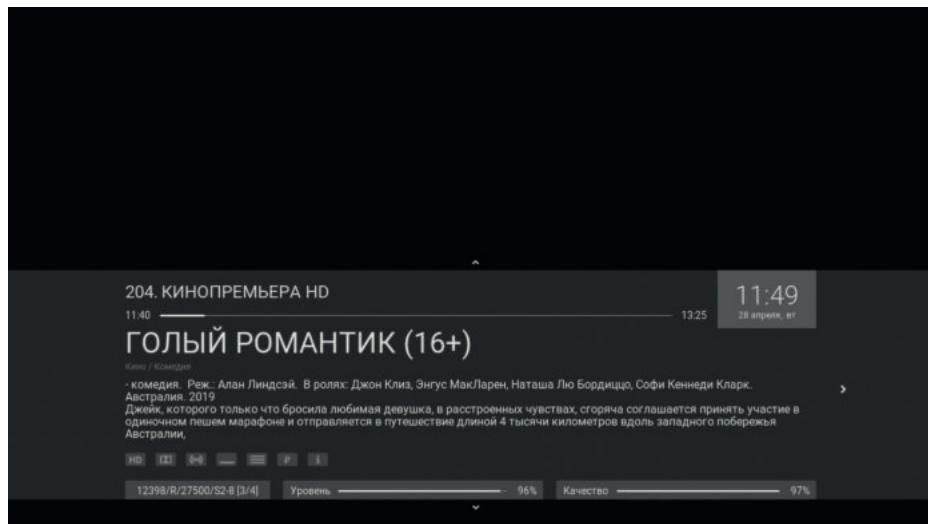 204. КИНОПРЕМЬЕРА HD
11:49
28 апреля, вт
11:40
13:25
ГОЛЫЙ РОМАНТИК (16+)
Кино / Комедия
- комедия. Реж.: Алан Линдсэй. В ролях: Джон Клиз, Энгус МакЛарен, Наташа Лю Бордиццо, Софи Кеннеди Кларк.
Австралия. 2019
Джейк, которого только что бросила любимая девушка, в расстроенных чувствах, сгоряча соглашается принять участие в
одиночном пешем марафоне и отправляется в путешествие длиной 4 тысячи километров вдоль западного побережья
Австралии,
HD P i
12398/R/27500/S2-8 [3/4] Уровень 96% Качество 97%